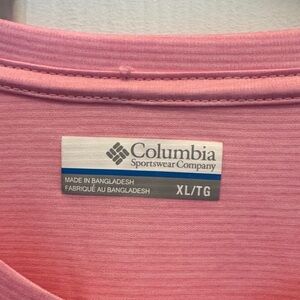 Columbia
Sportswear Company
MADE IN BANGLADESH
FABRIQUÉ AU BANGLADESH XL/TG